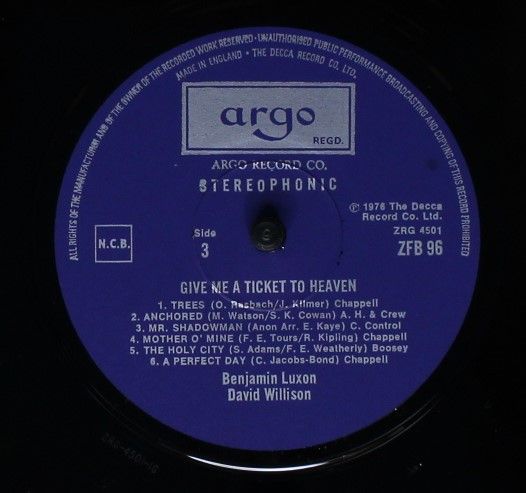 ALL RIGHTS OF THE MANUFACTURER AND OF THE OWNER OF THE RECORDED WORK RESERVED · UNAUTHORISED PUBLIC PERFORMANCE BROADCASTING AND COPYING OF THIS RECORD PROHIBITED
MADE IN ENGLAND · THE DECCA RECORD CO. LTD.
argo
REGD.
ARGO RECORD CO.
STEREOPHONIC
℗ 1976 The Decca
Record Co. Ltd.
Side
3
N.C.B.
ZRG 4501
ZFB 96
GIVE ME A TICKET TO HEAVEN
1. TREES (O. Rasbach/J. Kilmer) Chappell
2. ANCHORED (M. Watson/S. K. Cowan) A. H. & Crew
3. MR. SHADOWMAN (Anon Arr. E. Kaye) C. Control
4. MOTHER O' MINE (F. E. Tours/R. Kipling) Chappell
5. THE HOLY CITY (S. Adams/F. E. Weatherly) Boosey
6. A PERFECT DAY (C. Jacobs-Bond) Chappell
Benjamin Luxon
David Willison